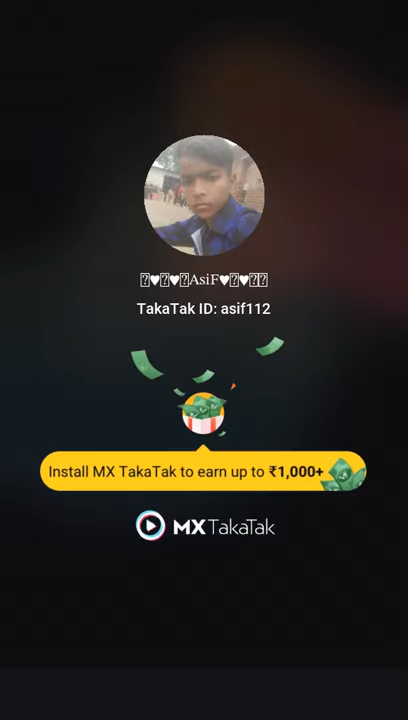 ♥♥AsiF♥♥
TakaTak ID: asif112
Install MX TakaTak to earn up to ₹1,000+
MX TakaTak